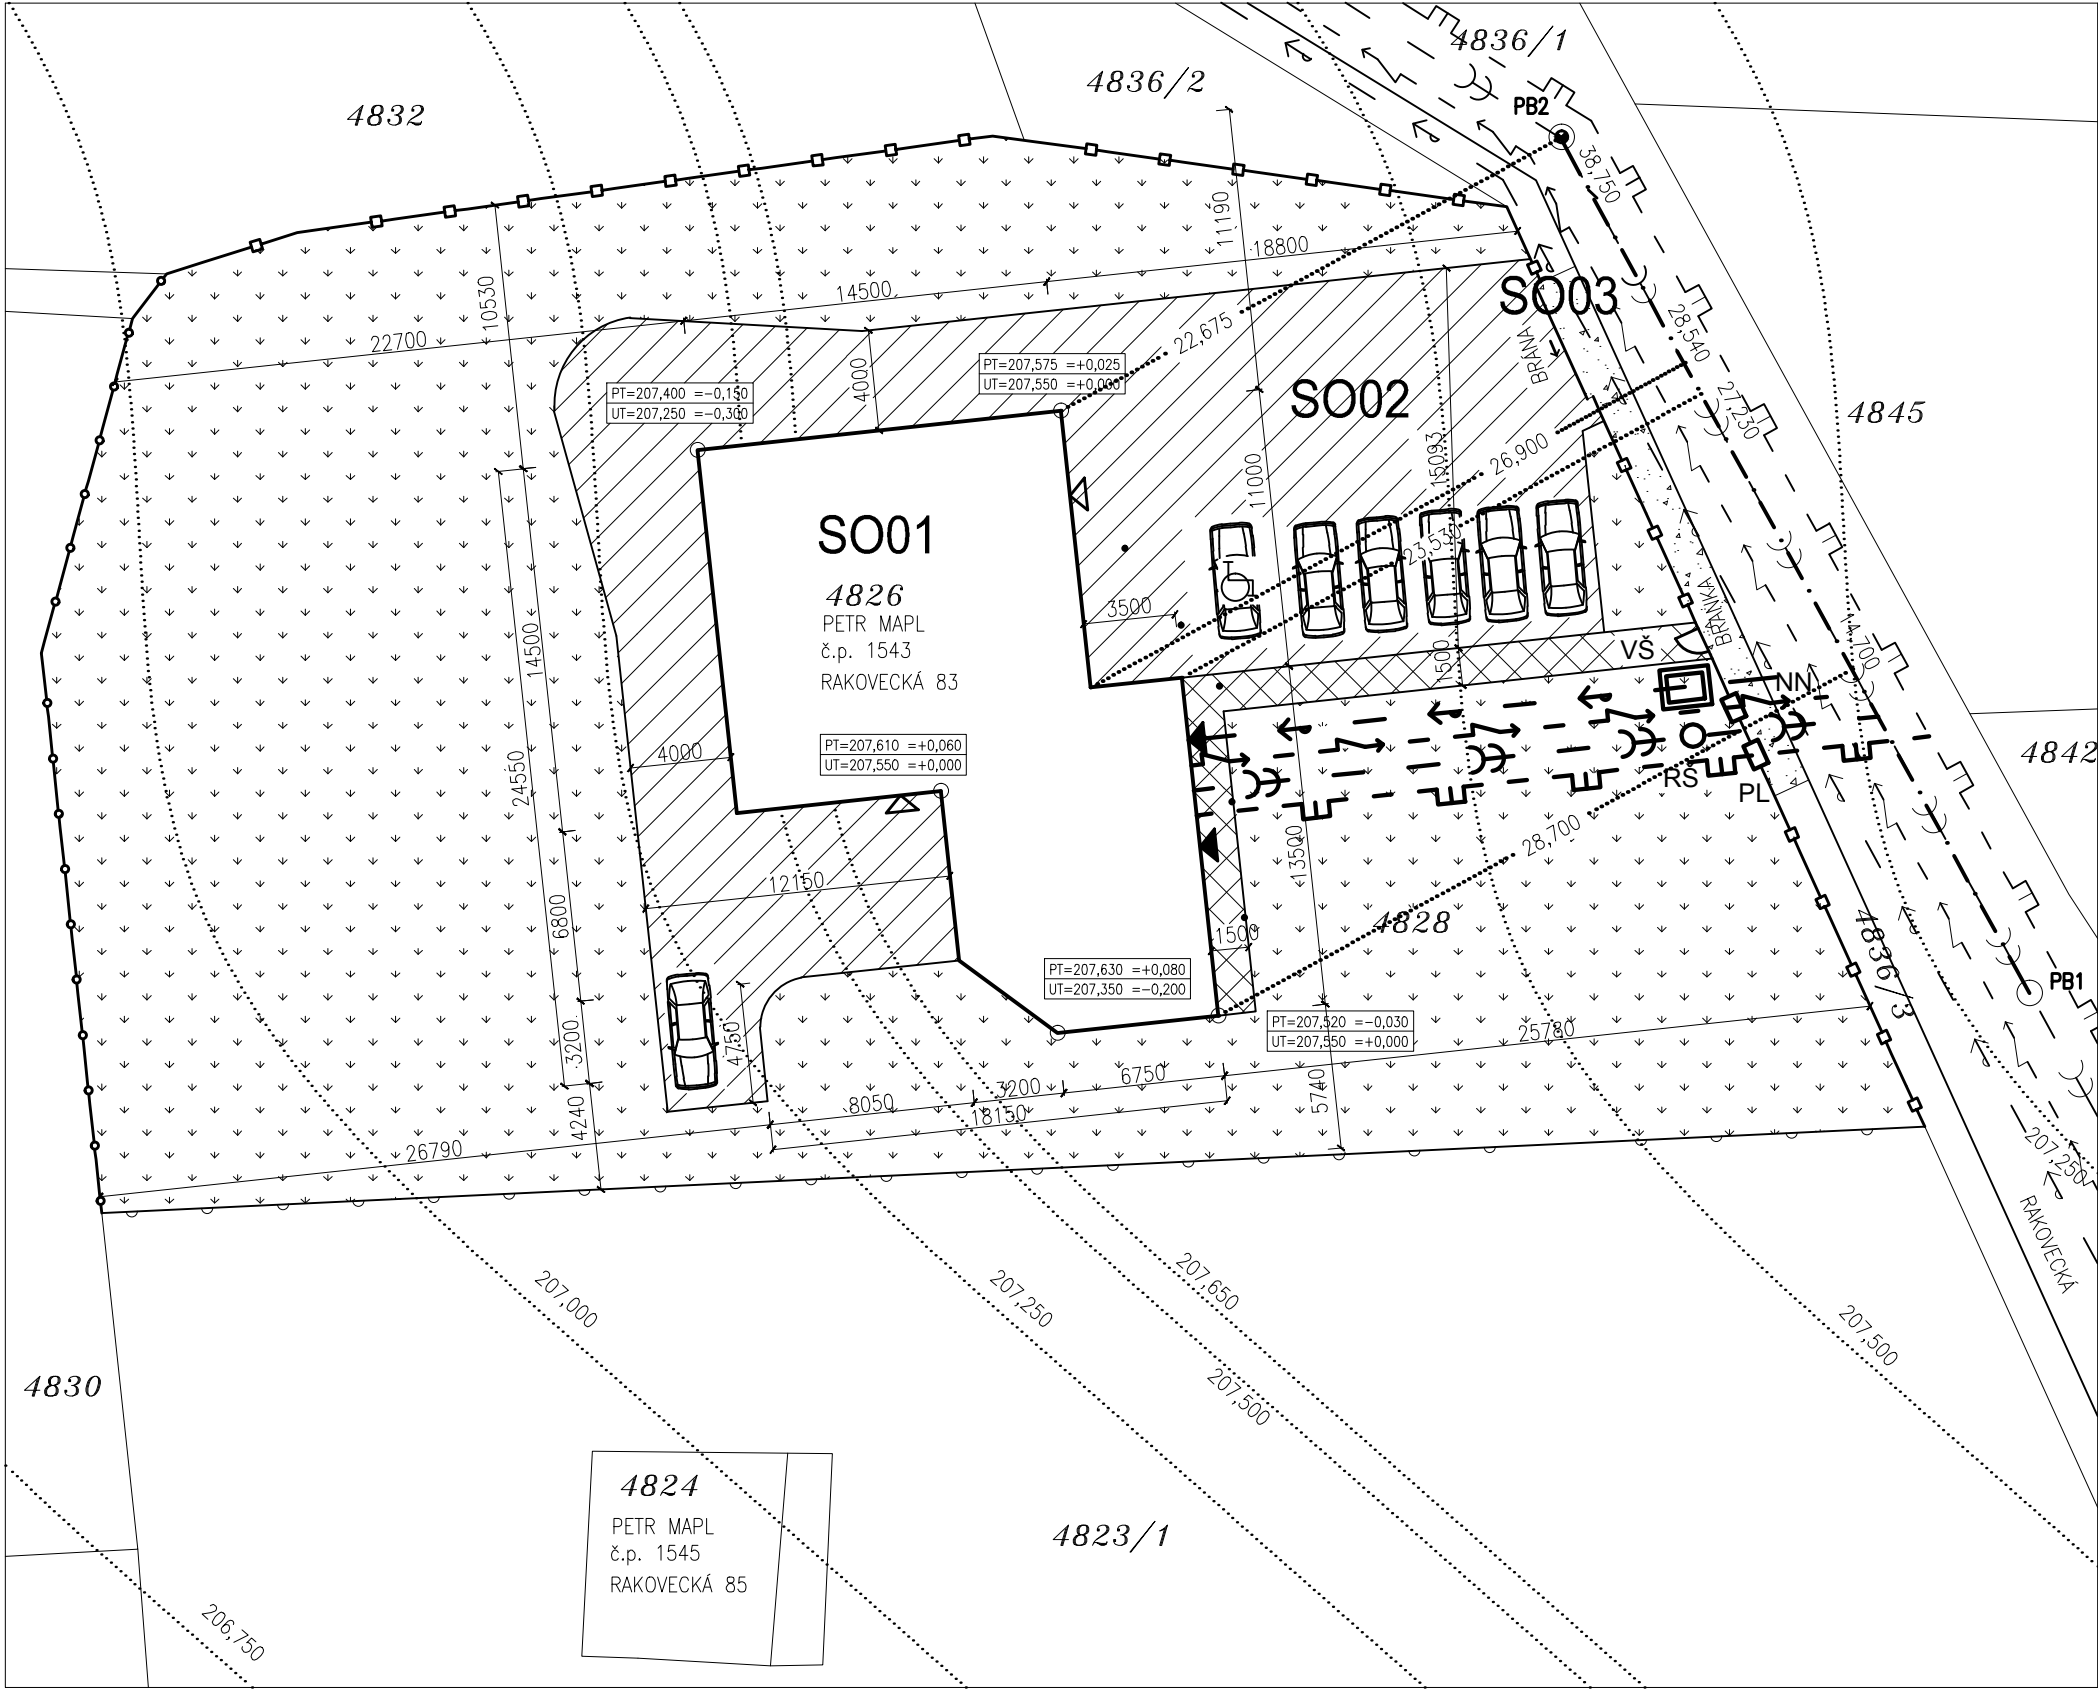 4836/1
4836/2
4832
PB2
38,750
11190
18800
SO03
10530
14500
28,540
22700
22,675
BRÁNA
4000
PT=207,575 =+0,025
UT=207,550 =+0,000
PT=207,400 =-0,150
UT=207,250 =-0,300
SO02
27,230
4845
15093
26,900
11000
SO01
23,530
4826
PETR MAPL
č.p. 1543
RAKOVECKÁ 83
3500
BRÁNKA
14500
1500
VŠ
14,700
NN
4000
PT=207,610 =+0,060
UT=207,550 =+0,000
24550
4842
RŠ
PL
28,700
13500
12150
6800
4828
1500
4836/3
PT=207,630 =+0,080
UT=207,350 =-0,200
PB1
PT=207,520 =-0,030
UT=207,550 =+0,000
25780
3200
4750
6750
3200
8050
18150
5740
4240
26790
207,250
RAKOVECKÁ
207,000
207,250
207,650
207,500
207,500
4830
4824
PETR MAPL
č.p. 1545
RAKOVECKÁ 85
4823/1
206,750